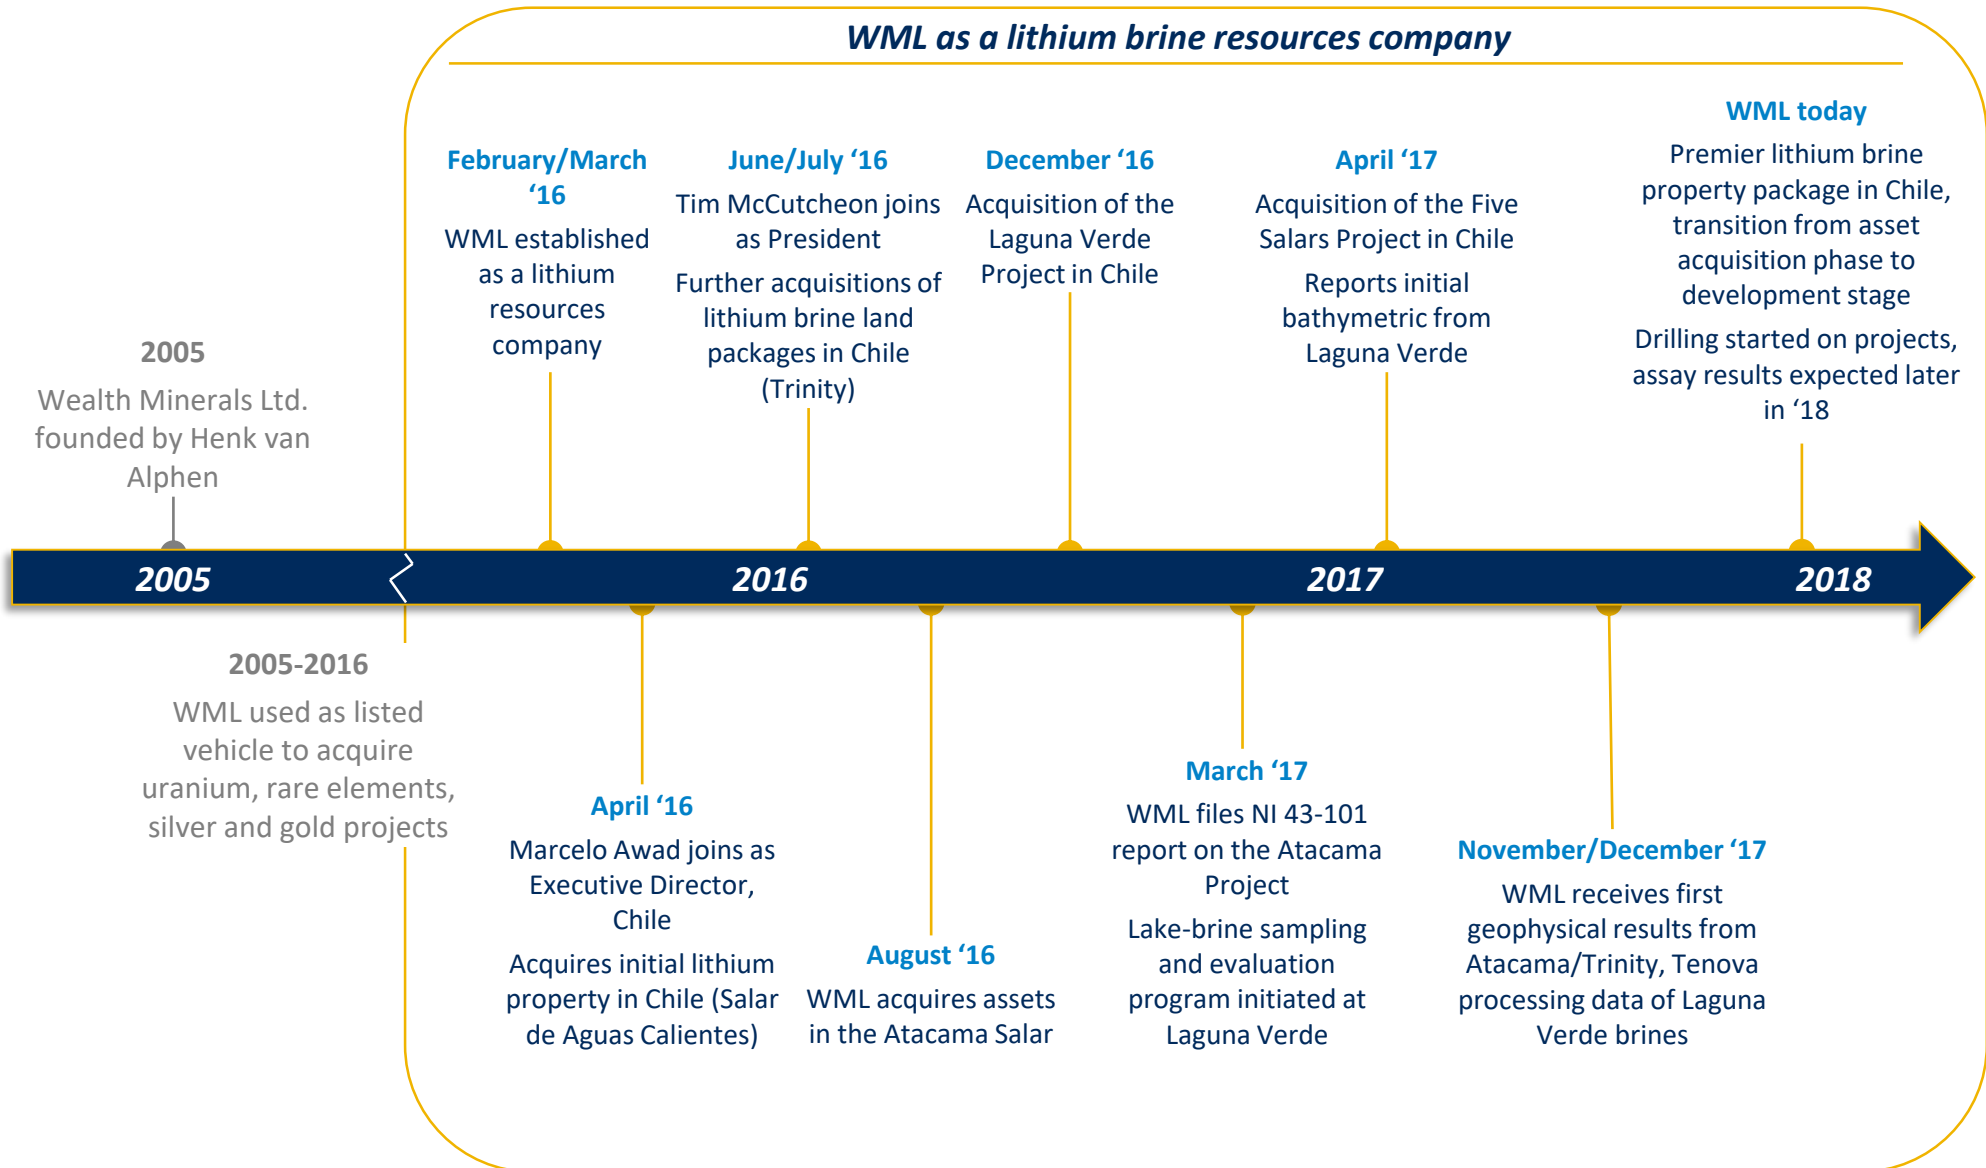 WML as a lithium brine resources company
2005
Wealth Minerals Ltd.
founded by Henk van
Alphen
February/March
‘16
WML established
as a lithium
resources
company
June/July ‘16
Tim McCutcheon joins
as President
Further acquisitions of
lithium brine land
packages in Chile
(Trinity)
December ‘16
Acquisition of the
Laguna Verde
Project in Chile
April ‘17
Acquisition of the Five
Salars Project in Chile
Reports initial
bathymetric from
Laguna Verde
WML today
Premier lithium brine
property package in Chile,
transition from asset
acquisition phase to
development stage
Drilling started on projects,
assay results expected later
in ‘18
2005
2016
2017
2018
2005-2016
WML used as listed
vehicle to acquire
uranium, rare elements,
silver and gold projects
April ‘16
Marcelo Awad joins as
Executive Director,
Chile
Acquires initial lithium
property in Chile (Salar
de Aguas Calientes)
August ‘16
WML acquires assets
in the Atacama Salar
March ‘17
WML files NI 43-101
report on the Atacama
Project
Lake-brine sampling
and evaluation
program initiated at
Laguna Verde
November/December ‘17
WML receives first
geophysical results from
Atacama/Trinity, Tenova
processing data of Laguna
Verde brines